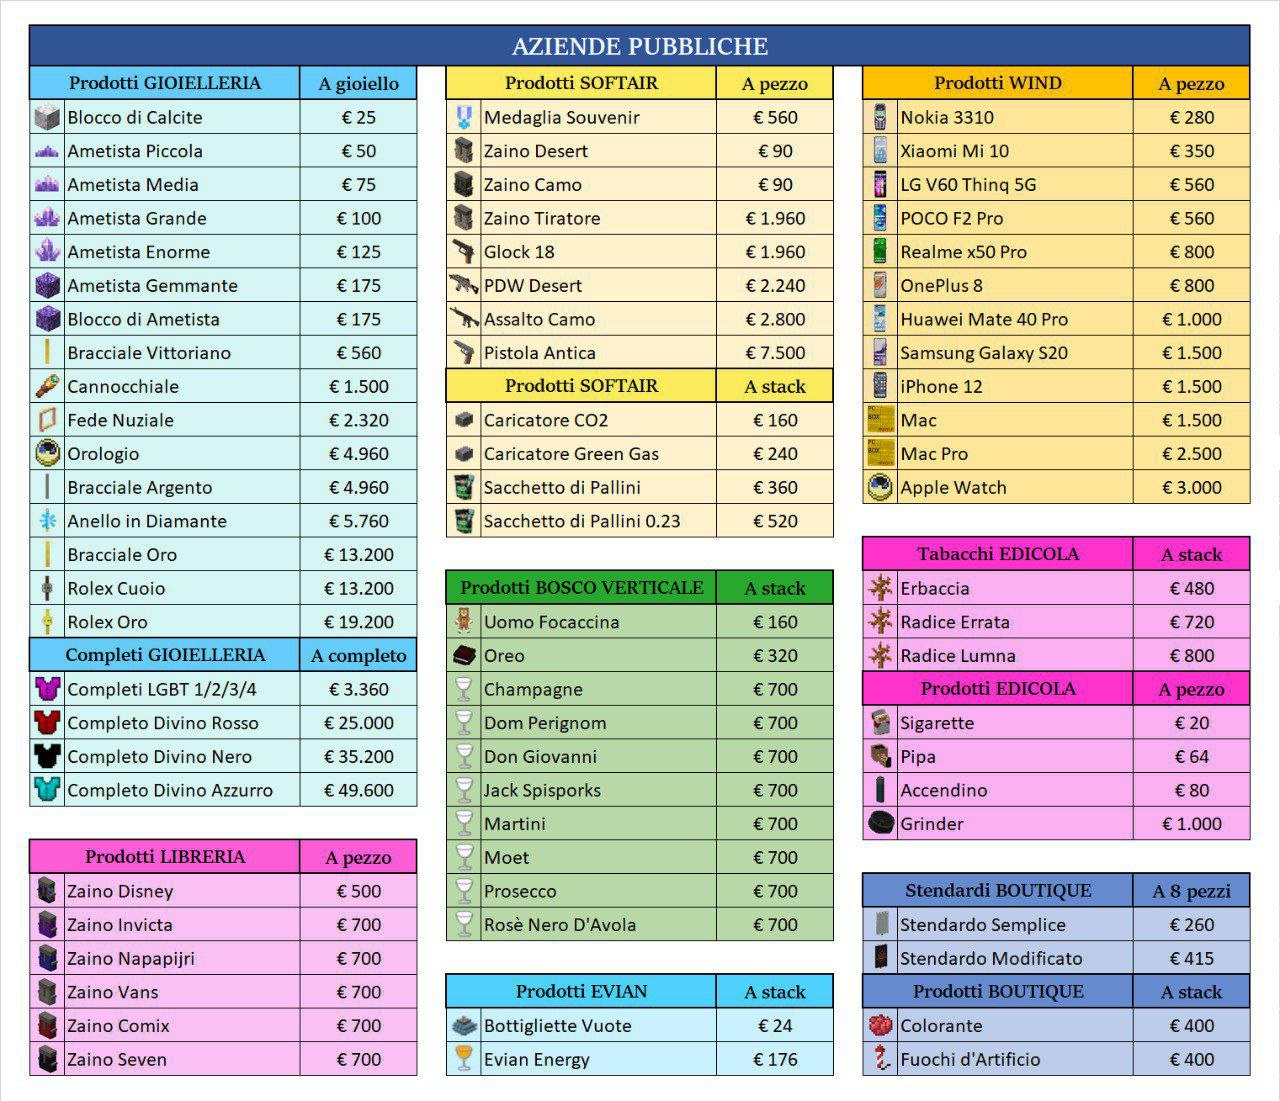 AZIENDE PUBBLICHE
Prodotti GIOIELLERIA A gioiello
Blocco di Calcite € 25
Ametista Piccola € 50
Ametista Media € 75
Ametista Grande € 100
Ametista Enorme € 125
Ametista Gemmante € 175
Blocco di Ametista € 175
Bracciale Vittoriano € 560
Cannocchiale € 1.500
Fede Nuziale € 2.320
Orologio € 4.960
Bracciale Argento € 4.960
Anello in Diamante € 5.760
Bracciale Oro € 13.200
Rolex Cuoio € 13.200
Rolex Oro € 19.200
Completi GIOIELLERIA A completo
Completi LGBT 1/2/3/4 € 3.360
Completo Divino Rosso € 25.000
Completo Divino Nero € 35.200
Completo Divino Azzurro € 49.600
Prodotti LIBRERIA A pezzo
Zaino Disney € 500
Zaino Invicta € 700
Zaino Napapijri € 700
Zaino Vans € 700
Zaino Comix € 700
Zaino Seven € 700
Prodotti SOFTAIR A pezzo
Medaglia Souvenir € 560
Zaino Desert € 90
Zaino Camo € 90
Zaino Tiratore € 1.960
Glock 18 € 1.960
PDW Desert € 2.240
Assalto Camo € 2.800
Pistola Antica € 7.500
Prodotti SOFTAIR A stack
Caricatore CO2 € 160
Caricatore Green Gas € 240
Sacchetto di Pallini € 360
Sacchetto di Pallini 0.23 € 520
Prodotti BOSCO VERTICALE A stack
Uomo Focaccina € 160
Oreo € 320
Champagne € 700
Dom Perignom € 700
Don Giovanni € 700
Jack Spisporks € 700
Martini € 700
Moet € 700
Prosecco € 700
Rosè Nero D'Avola € 700
Prodotti EVIAN A stack
Bottigliette Vuote € 24
Evian Energy € 176
Prodotti WIND A pezzo
Nokia 3310 € 280
Xiaomi Mi 10 € 350
LG V60 Thinq 5G € 560
POCO F2 Pro € 560
Realme x50 Pro € 800
OnePlus 8 € 800
Huawei Mate 40 Pro € 1.000
Samsung Galaxy S20 € 1.500
iPhone 12 € 1.500
PC
BOX
Mac € 1.500
PC
BOX
Mac Pro € 2.500
Apple Watch € 3.000
Tabacchi EDICOLA A stack
Erbaccia € 480
Radice Errata € 720
Radice Lumna € 800
Prodotti EDICOLA A pezzo
Sigarette € 20
Pipa € 64
Accendino € 80
Grinder € 1.000
Stendardi BOUTIQUE A 8 pezzi
Stendardo Semplice € 260
Stendardo Modificato € 415
Prodotti BOUTIQUE A stack
Colorante € 400
Fuochi d'Artificio € 400